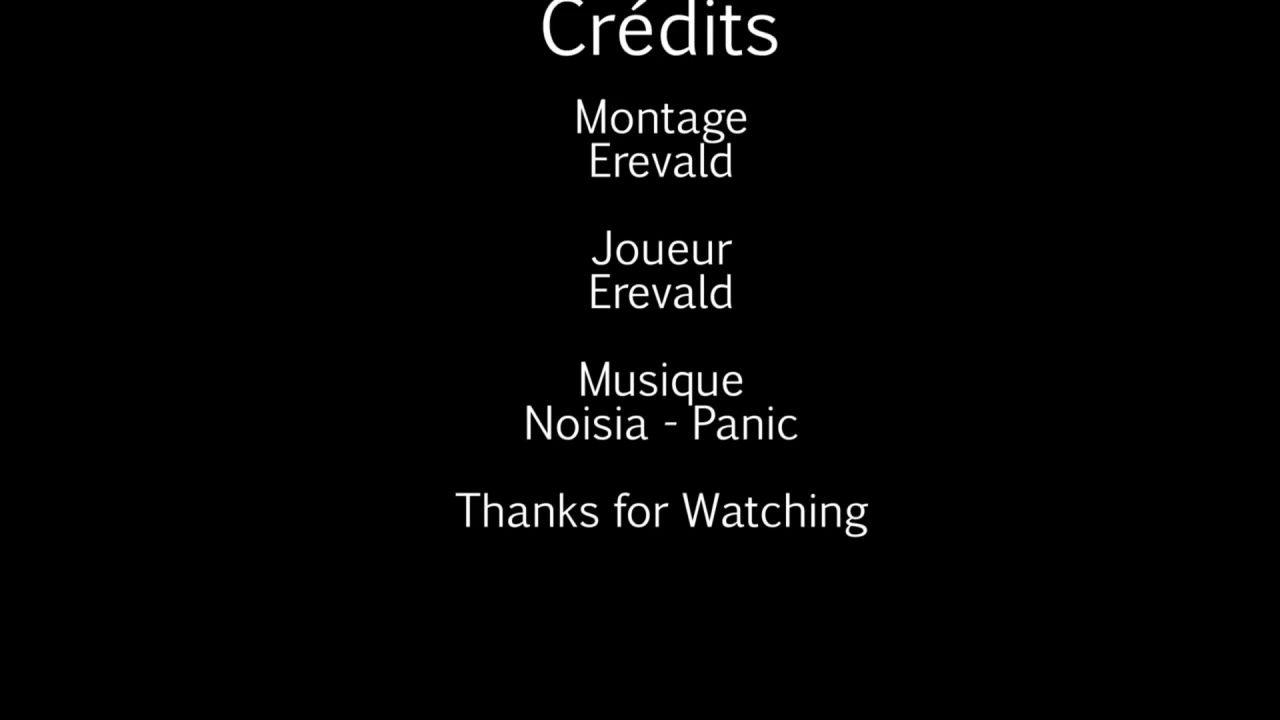 Crédits
Montage
Erevald
Joueur
Erevald
Musique
Noisia - Panic
Thanks for Watching